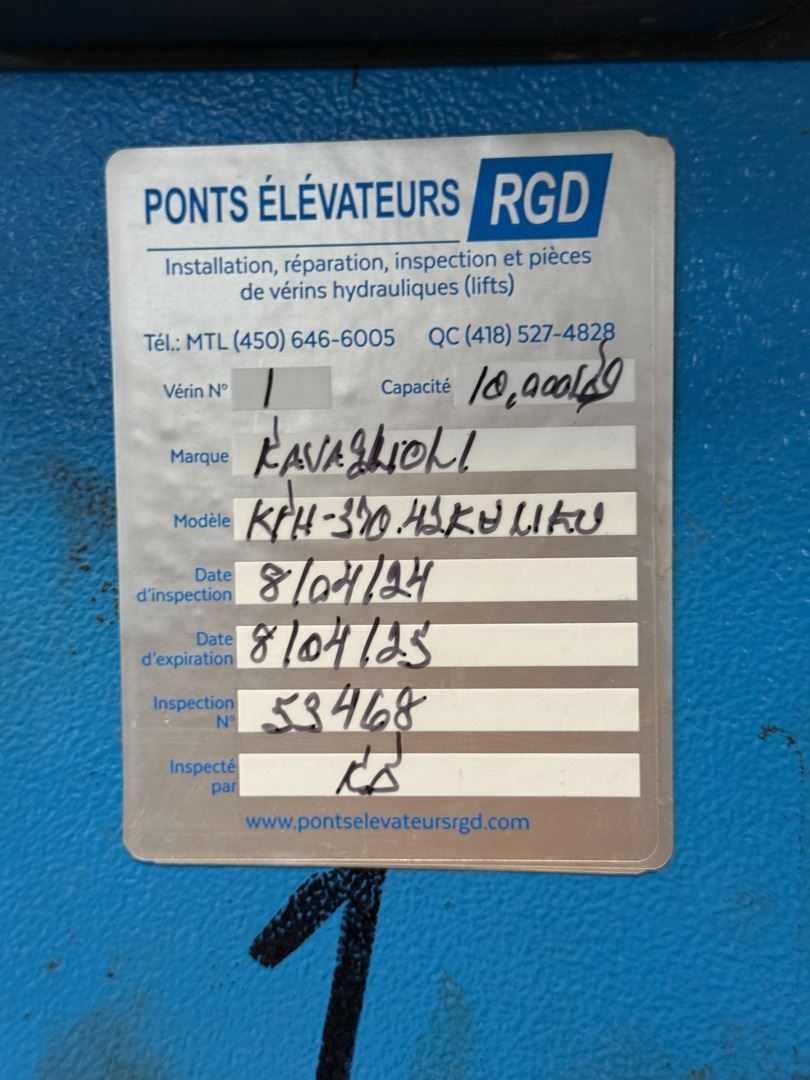 PONTS ÉLÉVATEURS RGD
Installation, réparation, inspection et pièces
de vérins hydrauliques (lifts)
Tél.: MTL (450) 646-6005 QC (418) 527-4828
Vérin N° 1 Capacité 10,000
Marque KAVAGLIOLI
Modèle
Date
d'inspection 8/04/24
Date
d'expiration 8/04/25
Inspection
N° 53468
Inspecté
par
www.pontselevateursrgd.com